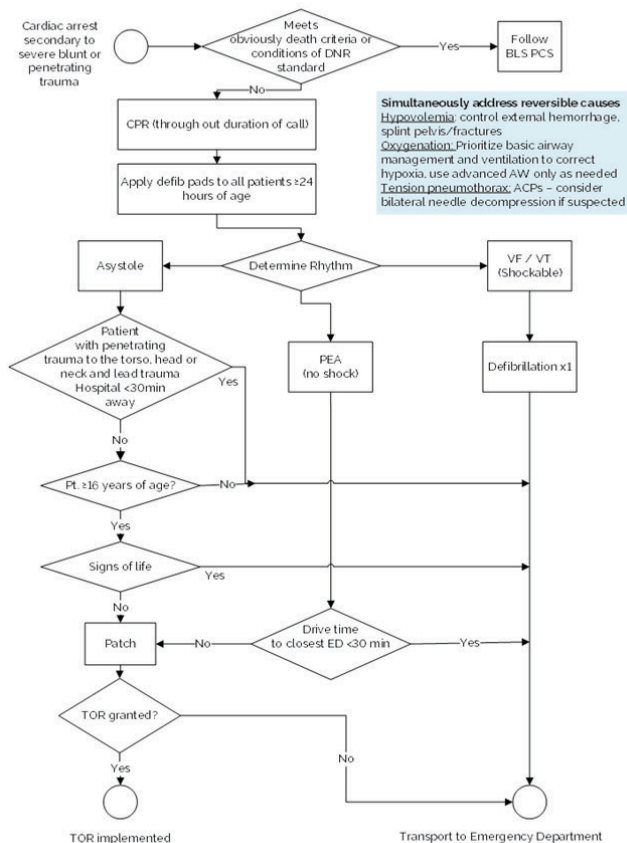 Cardiac arrest
secondary to
severe blunt or
penetrating
trauma
Meets
obviously death criteria or
conditions of DNR
standard
Yes
Follow
BLS PCS
No
CPR (through out duration of call)
Apply defib pads to all patients ≥24
hours of age
Simultaneously address reversible causes
Hypovolemia: control external hemorrhage,
splint pelvis/fractures
Oxygenation: Prioritize basic airway
management and ventilation to correct
hypoxia, use advanced AW only as needed
Tension pneumothorax: ACPs – consider
bilateral needle decompression if suspected
Asystole
Determine Rhythm
VF / VT
(Shockable)
Patient
with penetrating
trauma to the torso, head or
neck and lead trauma
Hospital <30min
away
Yes
PEA
(no shock)
Defibrillation x1
No
Pt. ≥16 years of age?
No
Yes
Signs of life
Yes
No
Patch
No
Drive time
to closest ED <30 min
Yes
TOR granted?
No
Yes
TOR implemented
Transport to Emergency Department